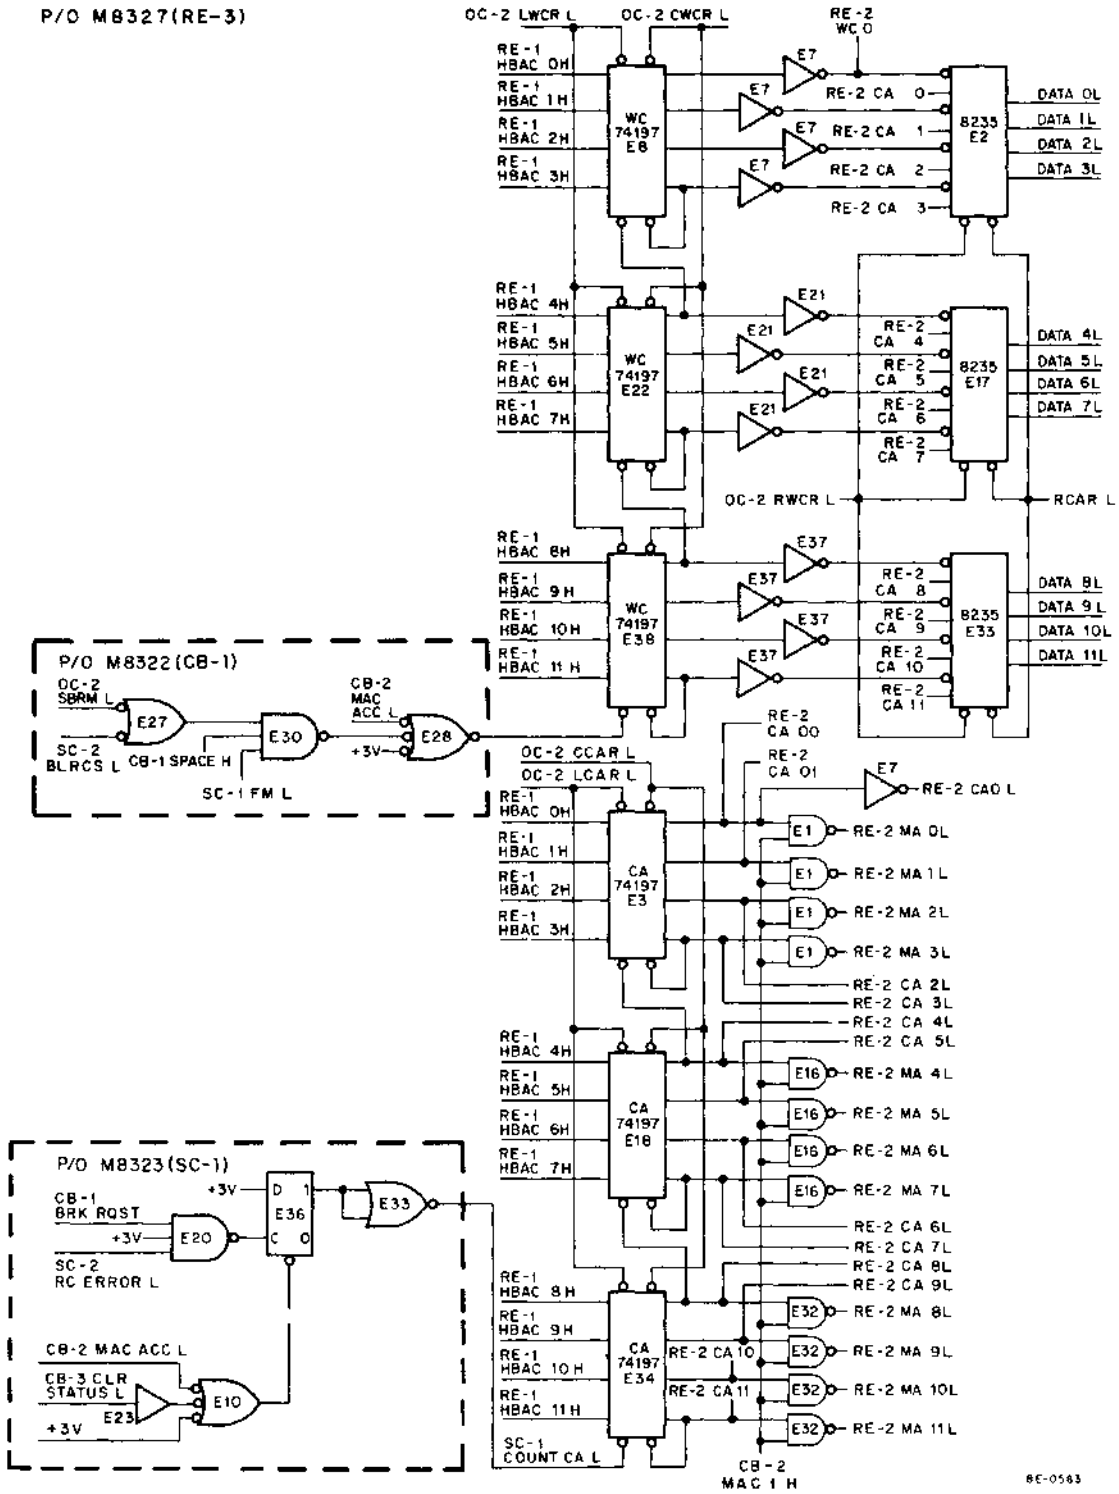 P/O M8327(RE-3)
OC-2 LWCR L
OC-2 CWCR L
RE-2
WC 0
RE-1
HBAC 0H
RE-1
HBAC 1H
RE-1
HBAC 2H
RE-1
HBAC 3H
WC
74197
E8
E7
E7
E7
E7
RE-2 CA 0
RE-2 CA 1
RE-2 CA 2
RE-2 CA 3
8235
E2
DATA 0L
DATA 1L
DATA 2L
DATA 3L
RE-1
HBAC 4H
RE-1
HBAC 5H
RE-1
HBAC 6H
RE-1
HBAC 7H
WC
74197
E22
E21
E21
E21
E21
RE-2
CA 4
RE-2
CA 5
RE-2
CA 6
RE-2
CA 7
8235
E17
DATA 4L
DATA 5L
DATA 6L
DATA 7L
OC-2 RWCR L
RCAR L
RE-1
HBAC 8H
RE-1
HBAC 9H
RE-1
HBAC 10H
RE-1
HBAC 11H
WC
74197
E38
E37
E37
E37
E37
RE-2
CA 8
RE-2
CA 9
RE-2
CA 10
RE-2
CA 11
8235
E33
DATA 8L
DATA 9L
DATA 10L
DATA 11L
P/O M8322(CB-1)
OC-2
SBRM L
SC-2
BLRCS L
E27
CB-1 SPACE H
SC-1 FM L
E30
CB-2
MAC
ACC L
+3V
E28
OC-2 CCAR L
OC-2 LCAR L
RE-2
CA 00
RE-2
CA 01
E7
RE-2 CA0 L
RE-1
HBAC 0H
RE-1
HBAC 1H
RE-1
HBAC 2H
RE-1
HBAC 3H
CA
74197
E3
E1
RE-2 MA 0L
E1
RE-2 MA 1L
E1
RE-2 MA 2L
E1
RE-2 MA 3L
RE-2 CA 2L
RE-2 CA 3L
RE-2 CA 4L
RE-2 CA 5L
RE-1
HBAC 4H
RE-1
HBAC 5H
RE-1
HBAC 6H
RE-1
HBAC 7H
CA
74197
E18
E16
RE-2 MA 4L
E16
RE-2 MA 5L
E16
RE-2 MA 6L
E16
RE-2 MA 7L
RE-2 CA 6L
RE-2 CA 7L
RE-2 CA 8L
RE-2 CA 9L
P/O M8323(SC-1)
CB-1
BRK RQST
+3V
SC-2
RC ERROR L
E20
+3V
D 1
E36
C 0
E33
CB-2 MAC ACC L
CB-3 CLR
STATUS L
E23
+3V
E10
RE-1
HBAC 8H
RE-1
HBAC 9H
RE-1
HBAC 10H
RE-1
HBAC 11H
SC-1
COUNT CA L
CA
74197
E34
RE-2 CA 10
RE-2 CA 11
E32
RE-2 MA 8L
E32
RE-2 MA 9L
E32
RE-2 MA 10L
E32
RE-2 MA 11L
CB-2
MAC 1 H
8E-0583